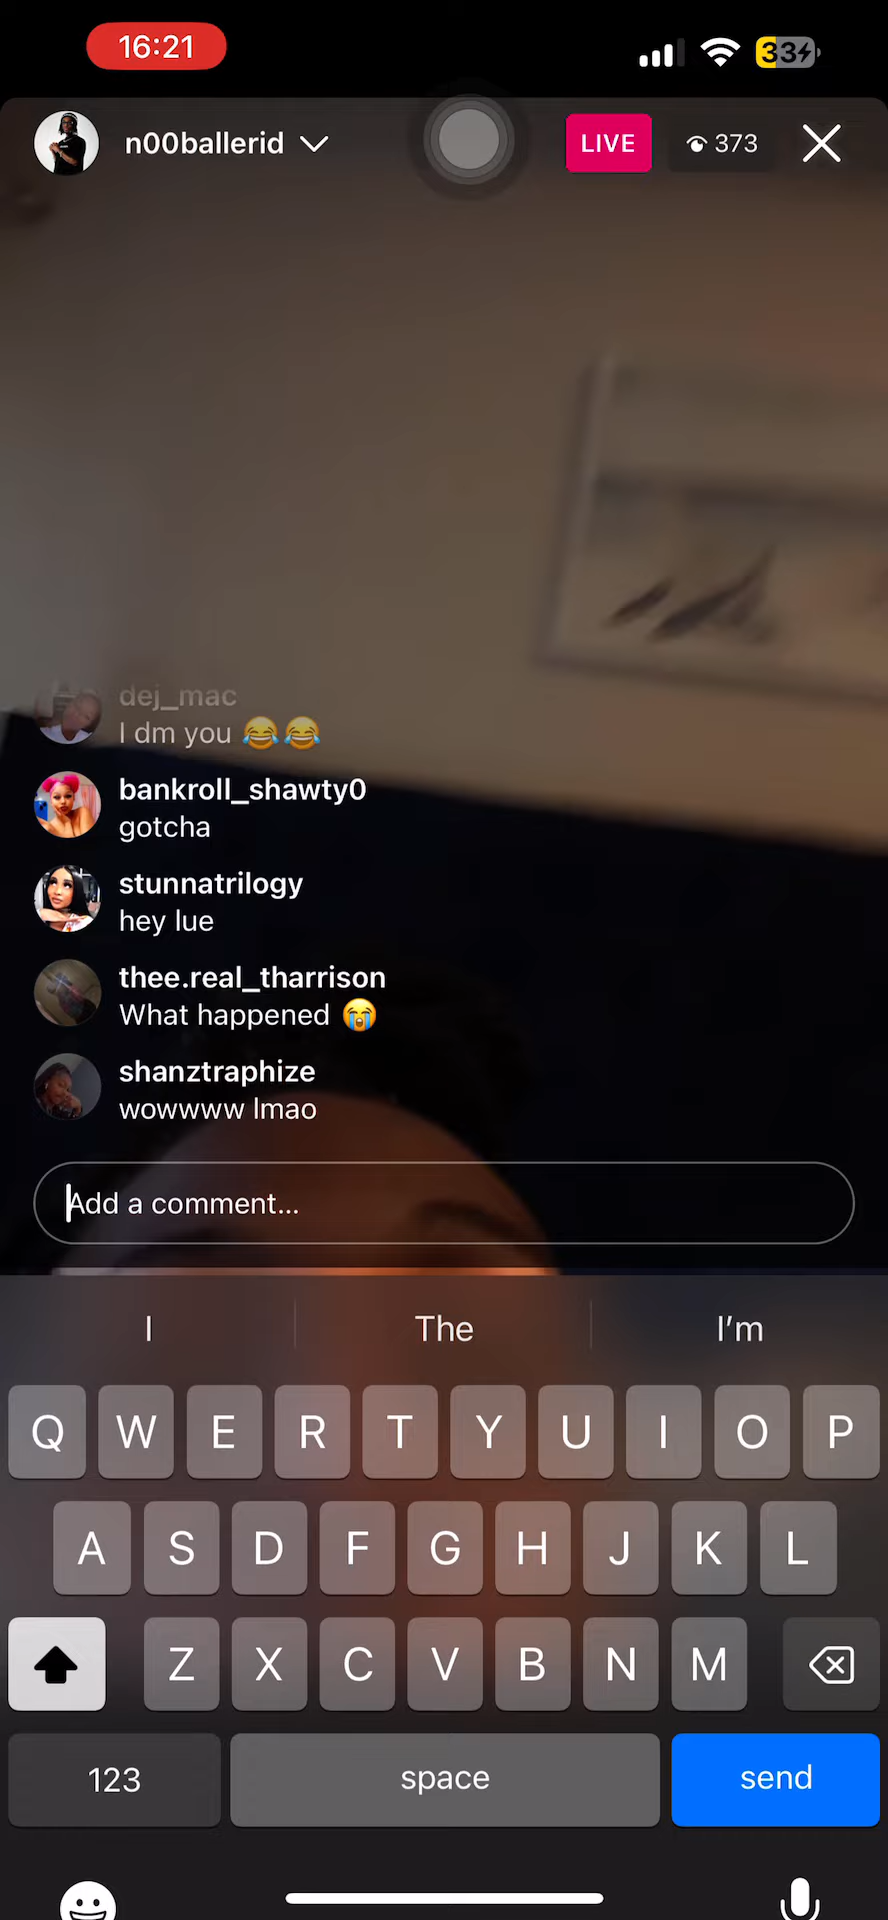 16:21
33
n00ballerid
LIVE
373
dej_mac
I dm you 😂😂
bankroll_shawty0
gotcha
stunnatrilogy
hey lue
thee.real_tharrison
What happened 😭
shanztraphize
wowwww lmao
Add a comment...
I The I'm
Q W E R T Y U I O P
A S D F G H J K L
Z X C V B N M
123 space send